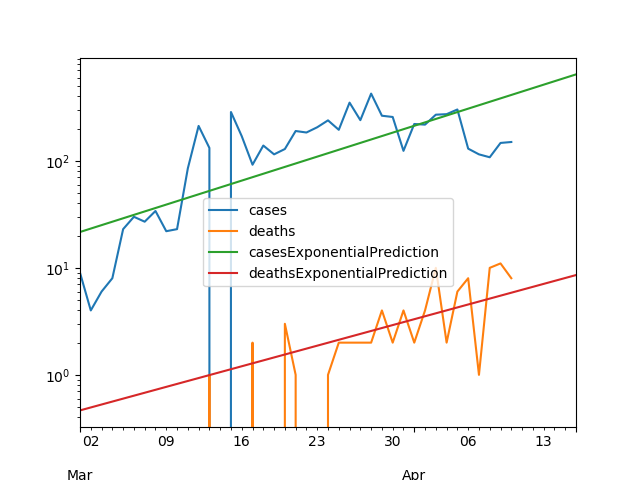 10²
10¹
10⁰
cases
deaths
casesExponentialPrediction
deathsExponentialPrediction
02 09 16 23 30 06 13
Mar Apr